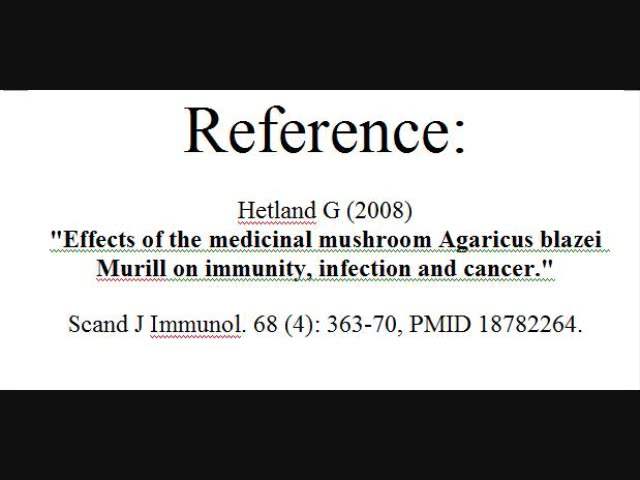 Reference:
Hetland G (2008)
"Effects of the medicinal mushroom Agaricus blazei
Murill on immunity, infection and cancer."
Scand J Immunol. 68 (4): 363-70, PMID 18782264.